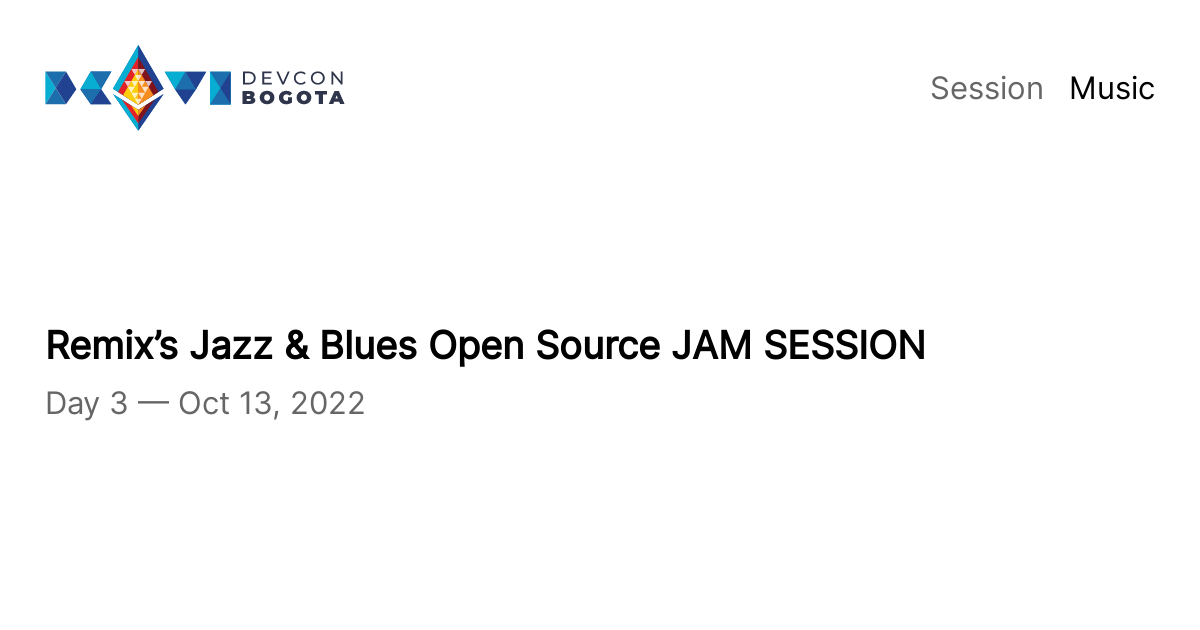 DEVCON
BOGOTA
Session Music
Remix’s Jazz & Blues Open Source JAM SESSION
Day 3 — Oct 13, 2022